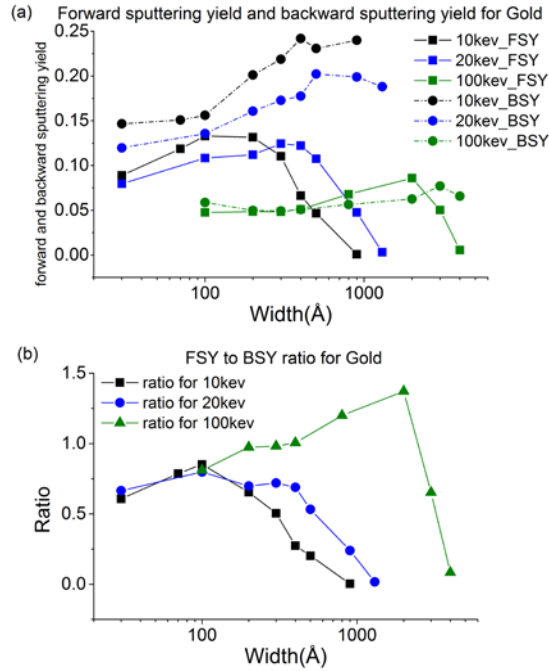 (a)
Forward sputtering yield and backward sputtering yield for Gold
forward and backward sputtering yield
0.25
0.20
0.15
0.10
0.05
0.00
10kev_FSY
20kev_FSY
100kev_FSY
10kev_BSY
20kev_BSY
100kev_BSY
100
1000
Width(Å)
(b)
FSY to BSY ratio for Gold
Ratio
1.5
1.0
0.5
0.0
ratio for 10kev
ratio for 20kev
ratio for 100kev
100
1000
Width(Å)